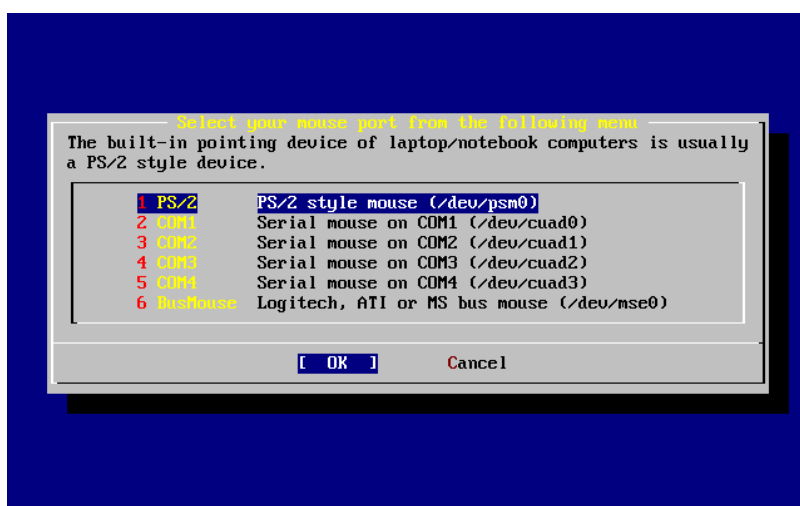 Select your mouse port from the following menu
The built-in pointing device of laptop/notebook computers is usually
a PS/2 style device.
1 PS/2 PS/2 style mouse (/dev/psm0)
2 COM1 Serial mouse on COM1 (/dev/cuad0)
3 COM2 Serial mouse on COM2 (/dev/cuad1)
4 COM3 Serial mouse on COM3 (/dev/cuad2)
5 COM4 Serial mouse on COM4 (/dev/cuad3)
6 BusMouse Logitech, ATI or MS bus mouse (/dev/mse0)
[ OK ] Cancel